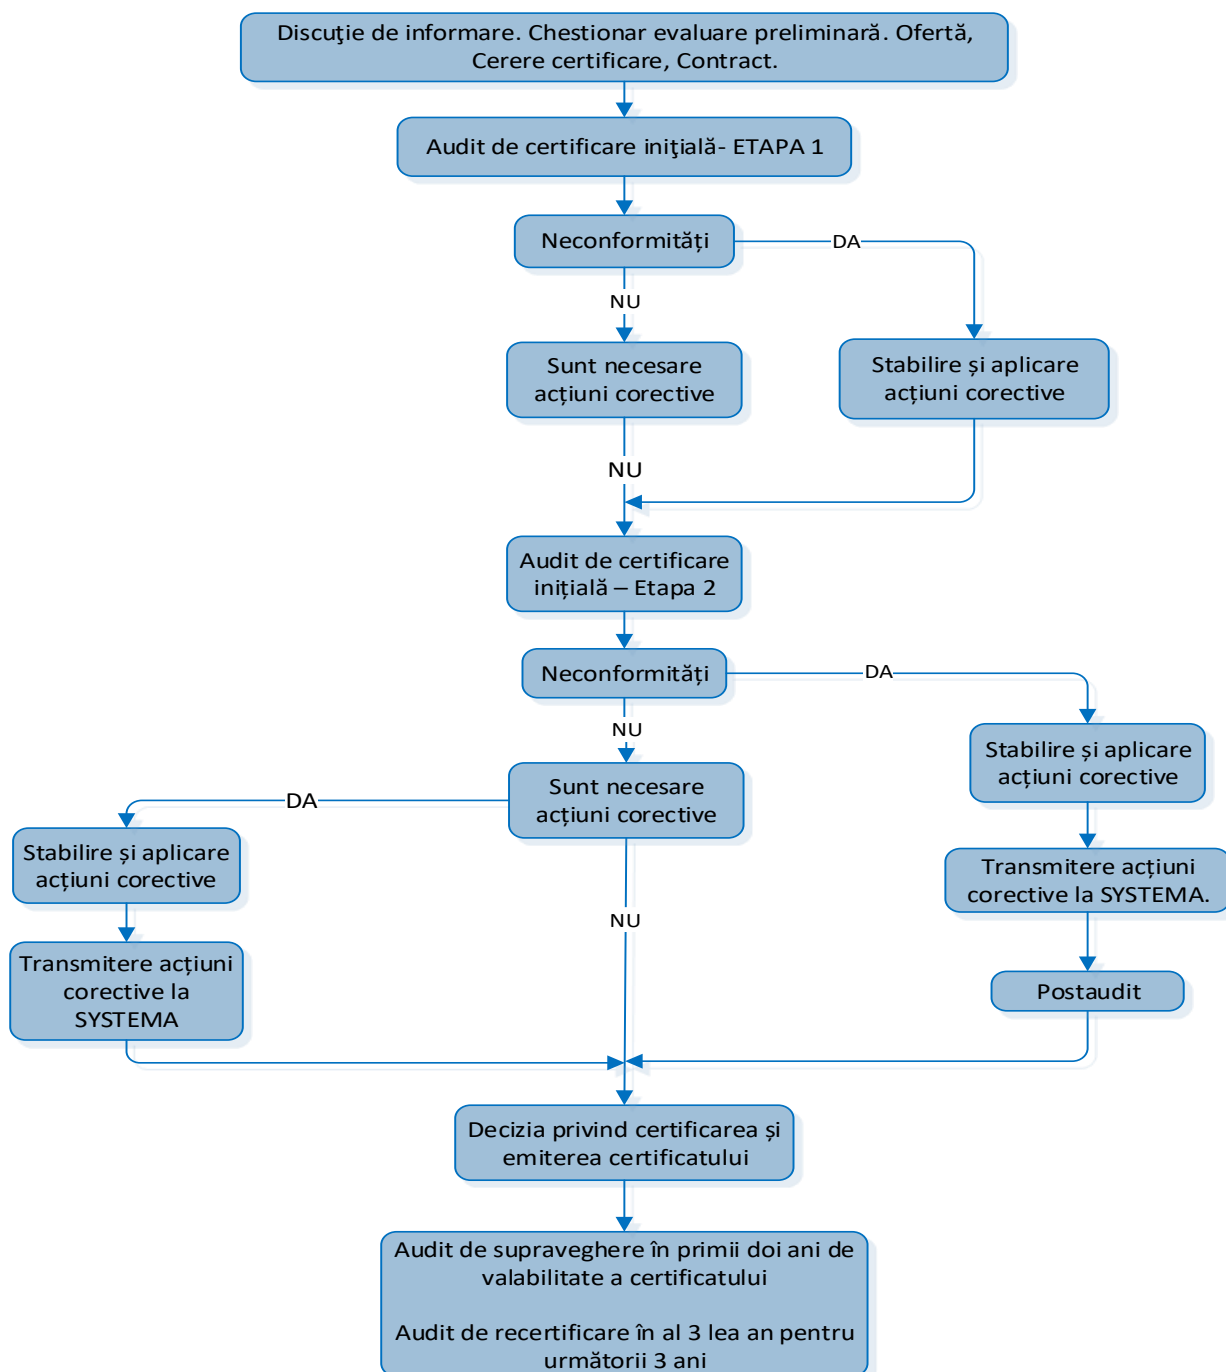 Discuţie de informare. Chestionar evaluare preliminară. Ofertă,
Cerere certificare, Contract.
Audit de certificare iniţială- ETAPA 1
Neconformități
DA
NU
Sunt necesare
acțiuni corective
Stabilire și aplicare
acțiuni corective
NU
Audit de certificare
inițială – Etapa 2
Neconformități
DA
NU
Stabilire și aplicare
acțiuni corective
Sunt necesare
acțiuni corective
DA
Stabilire și aplicare
acțiuni corective
Transmitere acțiuni
corective la SYSTEMA.
NU
Transmitere acțiuni
corective la
SYSTEMA
Postaudit
Decizia privind certificarea și
emiterea certificatului
Audit de supraveghere în primii doi ani de
valabilitate a certificatului
Audit de recertificare în al 3 lea an pentru
următorii 3 ani